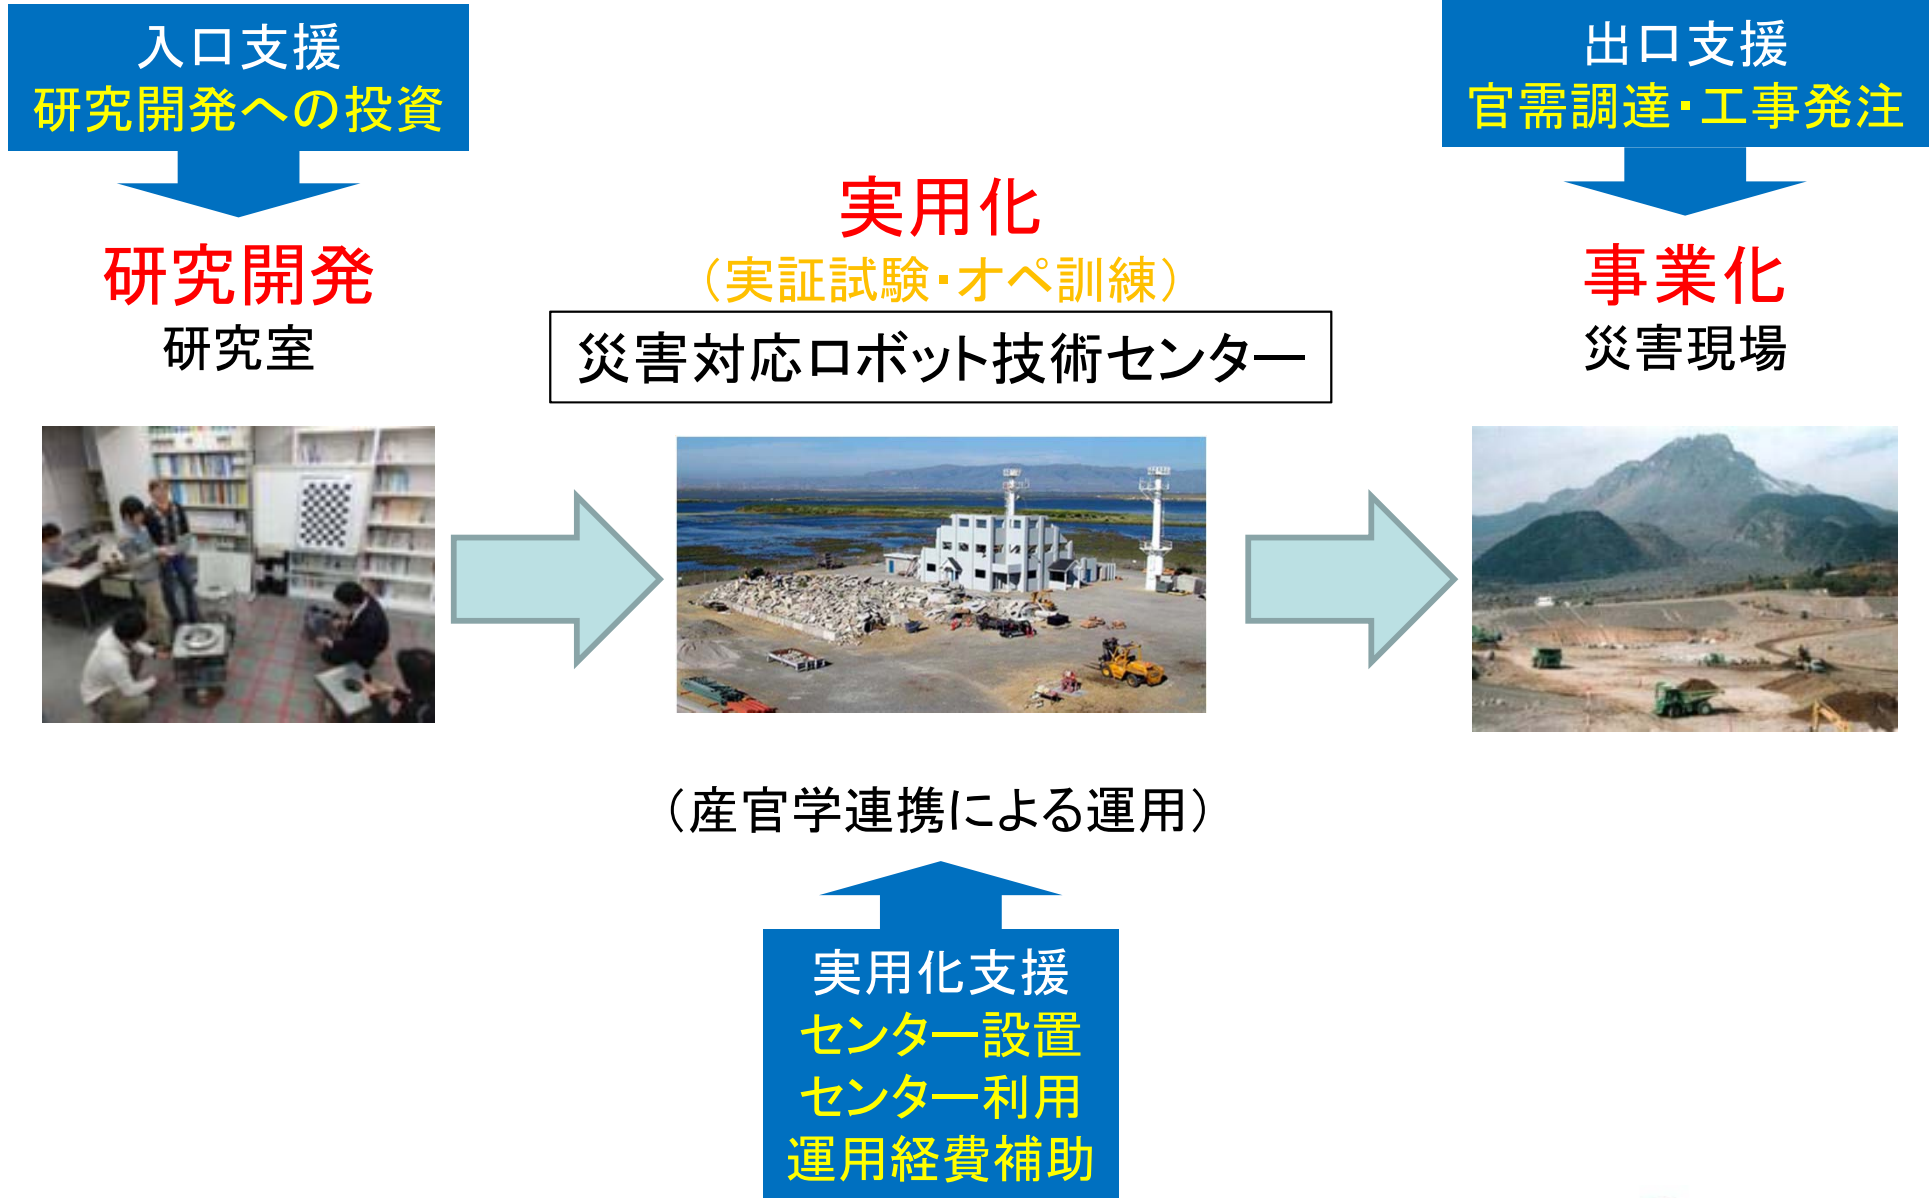 入口支援
研究開発への投資
出口支援
官需調達・工事発注
研究開発
研究室
実用化
（実証試験・オペ訓練）
災害対応ロボット技術センター
事業化
災害現場
（産官学連携による運用）
実用化支援
センター設置
センター利用
運用経費補助